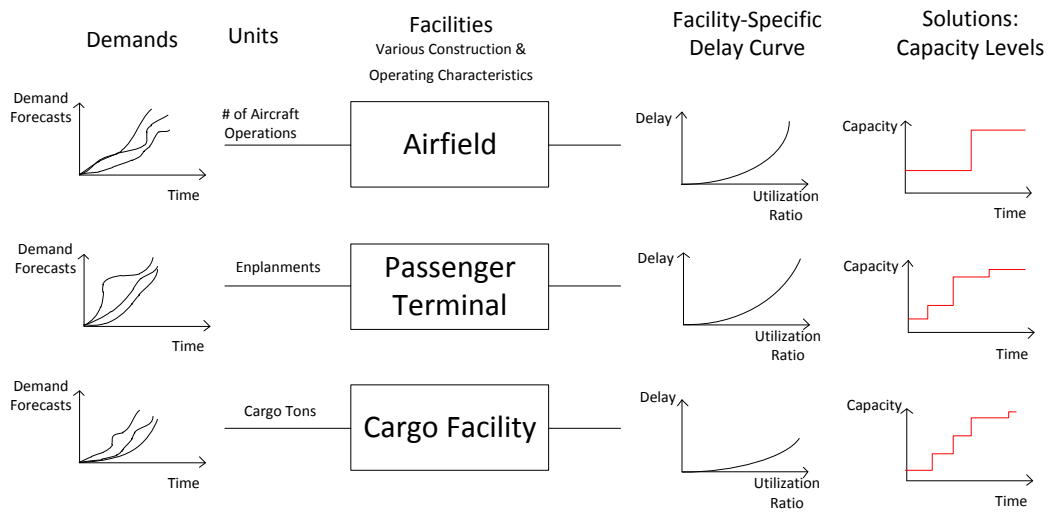 Demands
Units
Facilities
Various Construction &
Operating Characteristics
Facility-Specific
Delay Curve
Solutions:
Capacity Levels
Demand
Forecasts
Time
# of Aircraft
Operations
Airfield
Delay
Utilization
Ratio
Capacity
Time
Demand
Forecasts
Time
Enplanments
Passenger
Terminal
Delay
Utilization
Ratio
Capacity
Time
Demand
Forecasts
Time
Cargo Tons
Cargo Facility
Delay
Utilization
Ratio
Capacity
Time